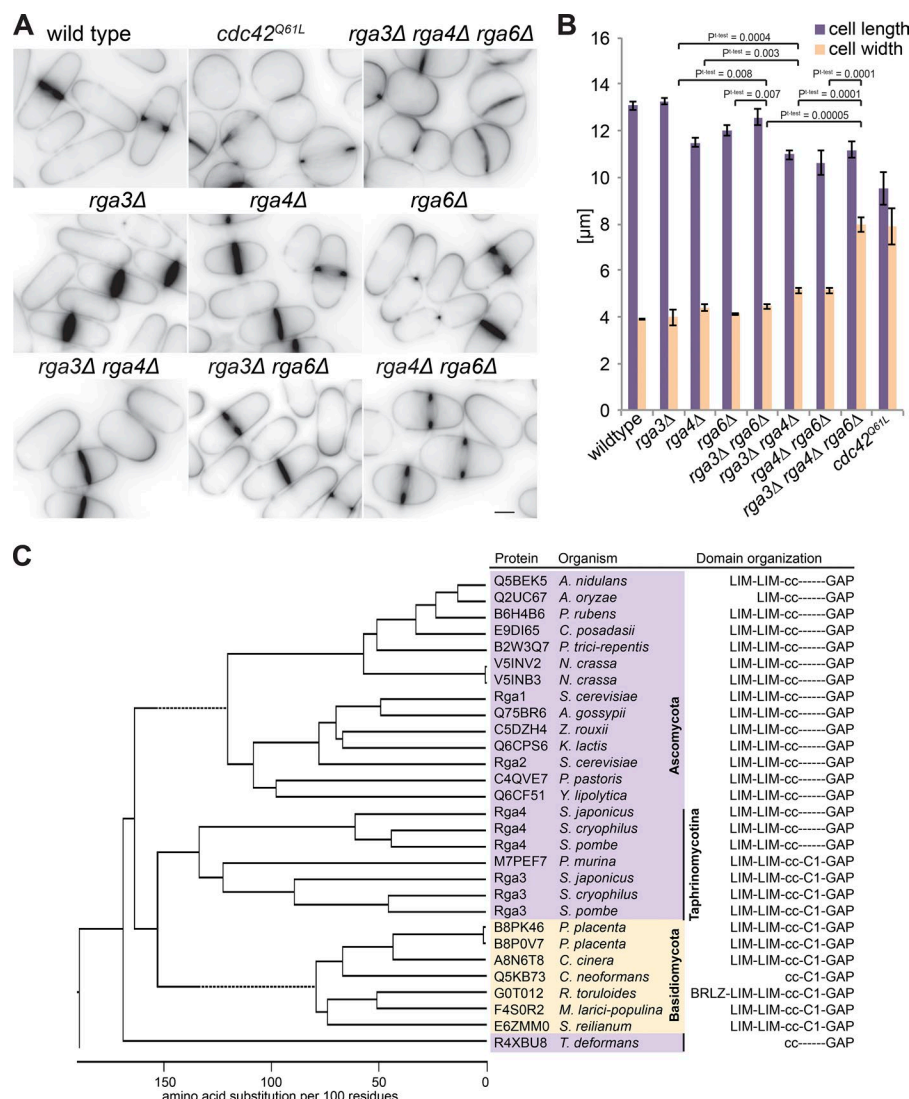 A
wild type
cdc42Q61L
rga3Δ rga4Δ rga6Δ
rga3Δ
rga4Δ
rga6Δ
rga3Δ rga4Δ
rga3Δ rga6Δ
rga4Δ rga6Δ
B
cell length
cell width
16
14
12
10
8
6
4
2
0
[µm]
Pt-test = 0.0004
Pt-test = 0.003
Pt-test = 0.008
Pt-test = 0.0001
Pt-test = 0.007
Pt-test = 0.0001
Pt-test = 0.00005
wildtype
rga3Δ
rga4Δ
rga6Δ
rga3Δ rga6Δ
rga3Δ rga4Δ
rga4Δ rga6Δ
rga3Δ rga4Δ rga6Δ
cdc42Q61L
C
Protein Organism Domain organization
Q5BEK5 A. nidulans LIM-LIM-cc------GAP
Q2UC67 A. oryzae LIM-cc------GAP
B6H4B6 P. rubens LIM-LIM-cc------GAP
E9DI65 C. posadasii LIM-LIM-cc------GAP
B2W3Q7 P. trici-repentis LIM-LIM-cc------GAP
V5INV2 N. crassa LIM-LIM-cc------GAP
V5INB3 N. crassa LIM-LIM-cc------GAP
Rga1 S. cerevisiae LIM-LIM-cc------GAP
Q75BR6 A. gossypii LIM-LIM-cc------GAP
C5DZH4 Z. rouxii LIM-LIM-cc------GAP
Q6CPS6 K. lactis LIM-LIM-cc------GAP
Rga2 S. cerevisiae LIM-LIM-cc------GAP
C4QVE7 P. pastoris LIM-LIM-cc------GAP
Q6CF51 Y. lipolytica LIM-LIM-cc------GAP
Rga4 S. japonicus LIM-LIM-cc------GAP
Rga4 S. cryophilus LIM-LIM-cc------GAP
Rga4 S. pombe LIM-LIM-cc------GAP
M7PEF7 P. murina LIM-LIM-cc-C1-GAP
Rga3 S. japonicus LIM-LIM-cc-C1-GAP
Rga3 S. cryophilus LIM-LIM-cc-C1-GAP
Rga3 S. pombe LIM-LIM-cc-C1-GAP
B8PK46 P. placenta LIM-LIM-cc-C1-GAP
B8P0V7 P. placenta LIM-LIM-cc-C1-GAP
A8N6T8 C. cinera LIM-LIM-cc-C1-GAP
Q5KB73 C. neoformans cc-C1-GAP
G0T012 R. toruloides BRLZ-LIM-LIM-cc-C1-GAP
F4S0R2 M. larici-populina LIM-LIM-cc-C1-GAP
E6ZMM0 S. reilianum LIM-LIM-cc-C1-GAP
R4XBU8 T. deformans cc------GAP
Ascomycota
Taphrinomycotina
Basidiomycota
150 100 50 0
amino acid substitution per 100 residues